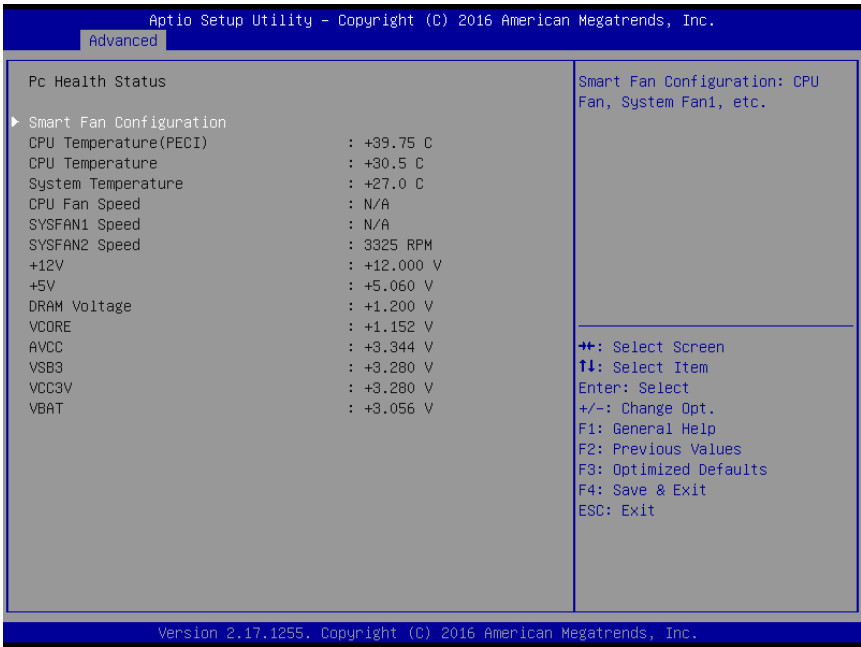 Aptio Setup Utility – Copyright (C) 2016 American Megatrends, Inc.
Advanced
Pc Health Status
Smart Fan Configuration
CPU Temperature(PECI) : +39.75 C
CPU Temperature : +30.5 C
System Temperature : +27.0 C
CPU Fan Speed : N/A
SYSFAN1 Speed : N/A
SYSFAN2 Speed : 3325 RPM
+12V : +12.000 V
+5V : +5.060 V
DRAM Voltage : +1.200 V
VCORE : +1.152 V
AVCC : +3.344 V
VSB3 : +3.280 V
VCC3V : +3.280 V
VBAT : +3.056 V
Smart Fan Configuration: CPU
Fan, System Fan1, etc.
→←: Select Screen
↑↓: Select Item
Enter: Select
+/-: Change Opt.
F1: General Help
F2: Previous Values
F3: Optimized Defaults
F4: Save & Exit
ESC: Exit
Version 2.17.1255. Copyright (C) 2016 American Megatrends, Inc.